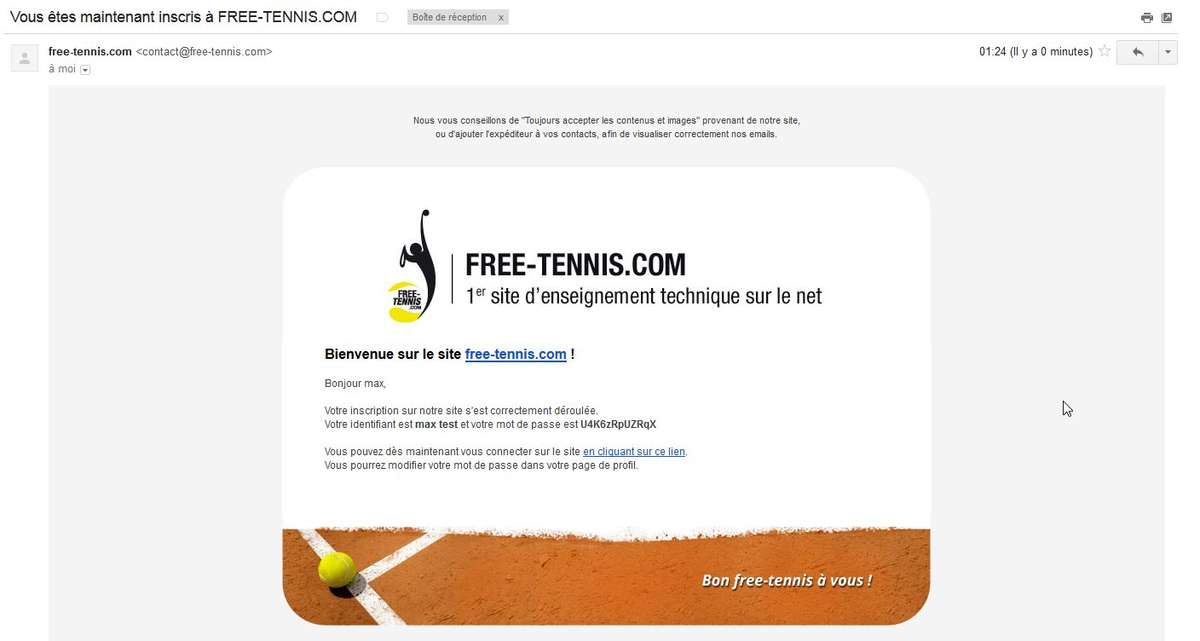 Vous êtes maintenant inscris à FREE-TENNIS.COM
Boîte de réception x
free-tennis.com <contact@free-tennis.com>
01:24 (Il y a 0 minutes)
à moi
Nous vous conseillons de "Toujours accepter les contenus et images" provenant de notre site,
ou d'ajouter l'expéditeur à vos contacts, afin de visualiser correctement nos emails.
FREE-
TENNIS
.COM
FREE-TENNIS.COM
1er site d'enseignement technique sur le net
Bienvenue sur le site free-tennis.com !
Bonjour max,
Votre inscription sur notre site s'est correctement déroulée.
Votre identifiant est max test et votre mot de passe est U4K6zRpUZRqX
Vous pouvez dès maintenant vous connecter sur le site en cliquant sur ce lien.
Vous pourrez modifier votre mot de passe dans votre page de profil.
Bon free-tennis à vous !